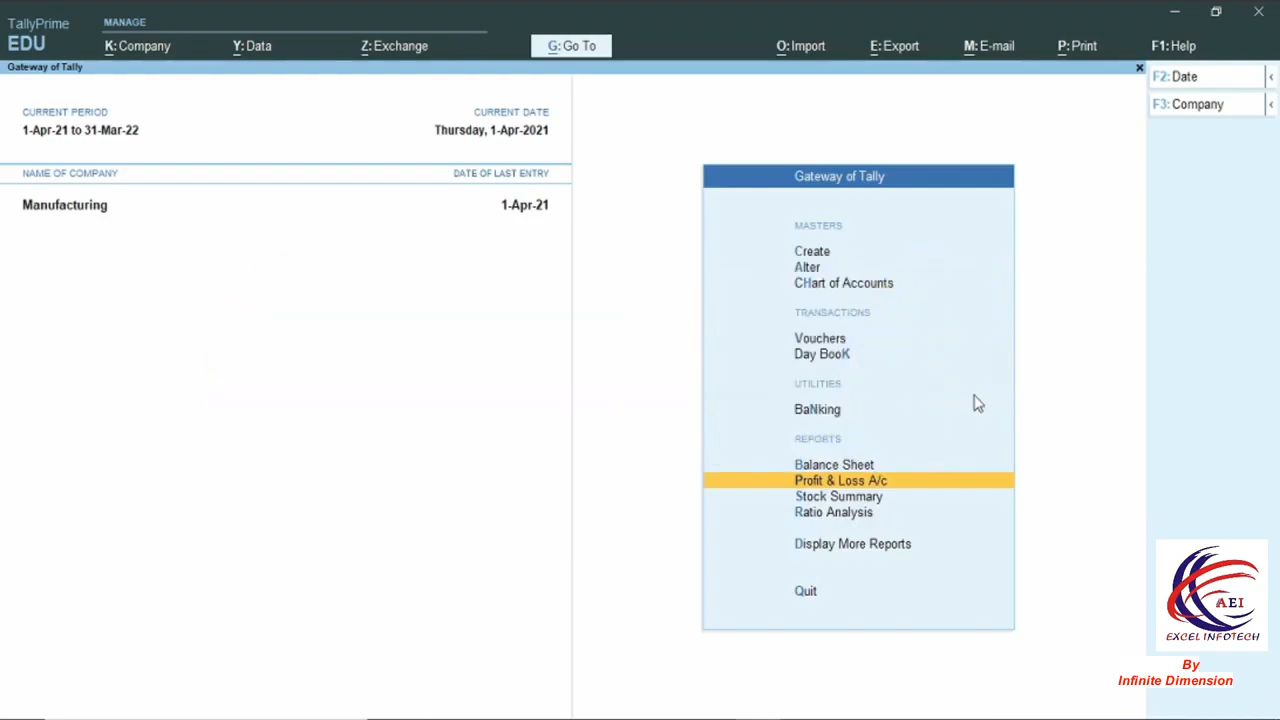 TallyPrime
EDU
MANAGE
K: Company
Y: Data
Z: Exchange
G: Go To
O: Import
E: Export
M: E-mail
P: Print
F1: Help
Gateway of Tally
F2: Date
F3: Company
CURRENT PERIOD
CURRENT DATE
1-Apr-21 to 31-Mar-22
Thursday, 1-Apr-2021
NAME OF COMPANY
DATE OF LAST ENTRY
Manufacturing
1-Apr-21
Gateway of Tally
MASTERS
Create
Alter
CHart of Accounts
TRANSACTIONS
Vouchers
Day BooK
UTILITIES
BaNking
REPORTS
Balance Sheet
Profit & Loss A/c
Stock Summary
Ratio Analysis
Display More Reports
Quit
AEI
EXCEL INFOTECH
By
Infinite Dimension